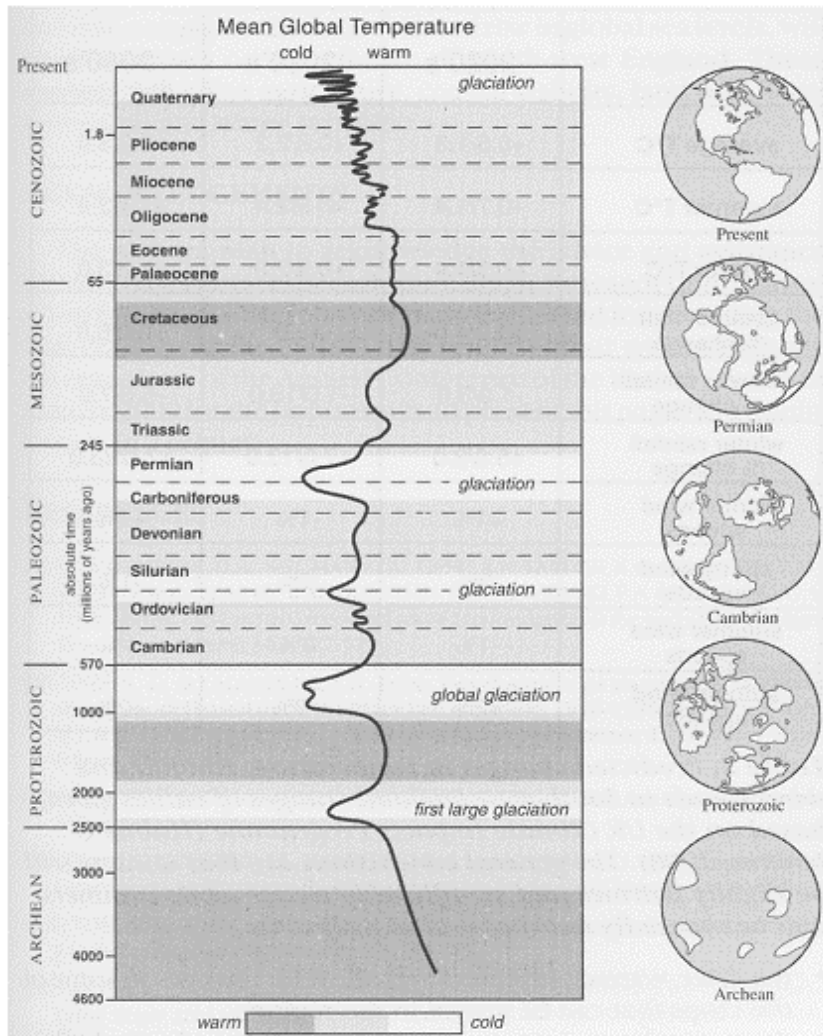 Mean Global Temperature
cold warm
Present
glaciation
Quaternary
1.8
Pliocene
Miocene
Oligocene
Eocene
Palaeocene
CENOZOIC
65
Cretaceous
Jurassic
Triassic
MESOZOIC
245
Permian
glaciation
Carboniferous
Devonian
Silurian
glaciation
Ordovician
Cambrian
PALEOZOIC
absolute time
(millions of years ago)
570
global glaciation
1000
2000
first large glaciation
PROTEROZOIC
2500
3000
4000
ARCHEAN
4600
warm cold
Present
Permian
Cambrian
Proterozoic
Archean